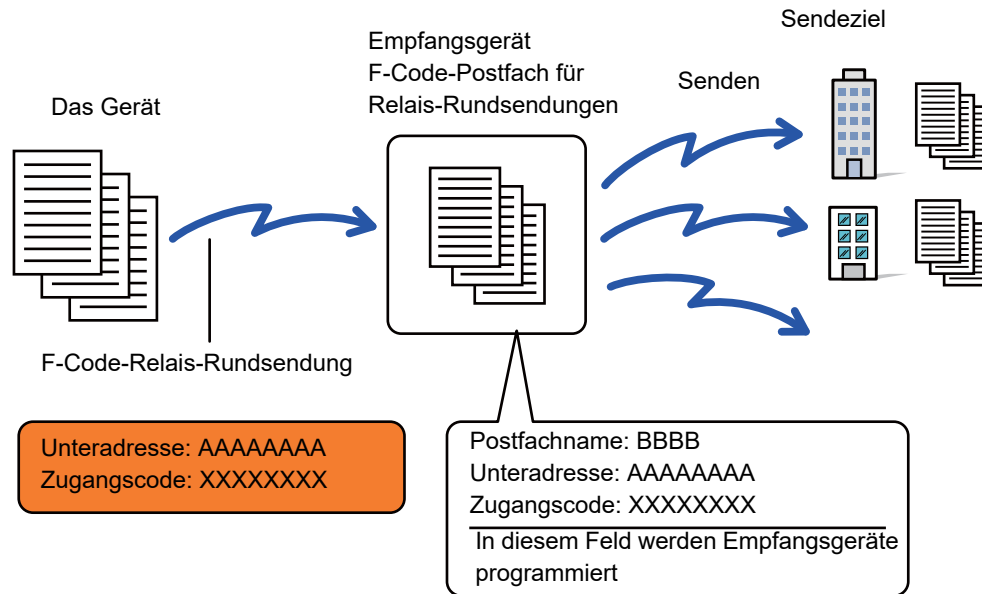 Sendeziel
Empfangsgerät
F-Code-Postfach für
Relais-Rundsendungen
Senden
Das Gerät
F-Code-Relais-Rundsendung
Unteradresse: AAAAAAAA
Zugangscode: XXXXXXXX
Postfachname: BBBB
Unteradresse: AAAAAAAA
Zugangscode: XXXXXXXX
In diesem Feld werden Empfangsgeräte
programmiert